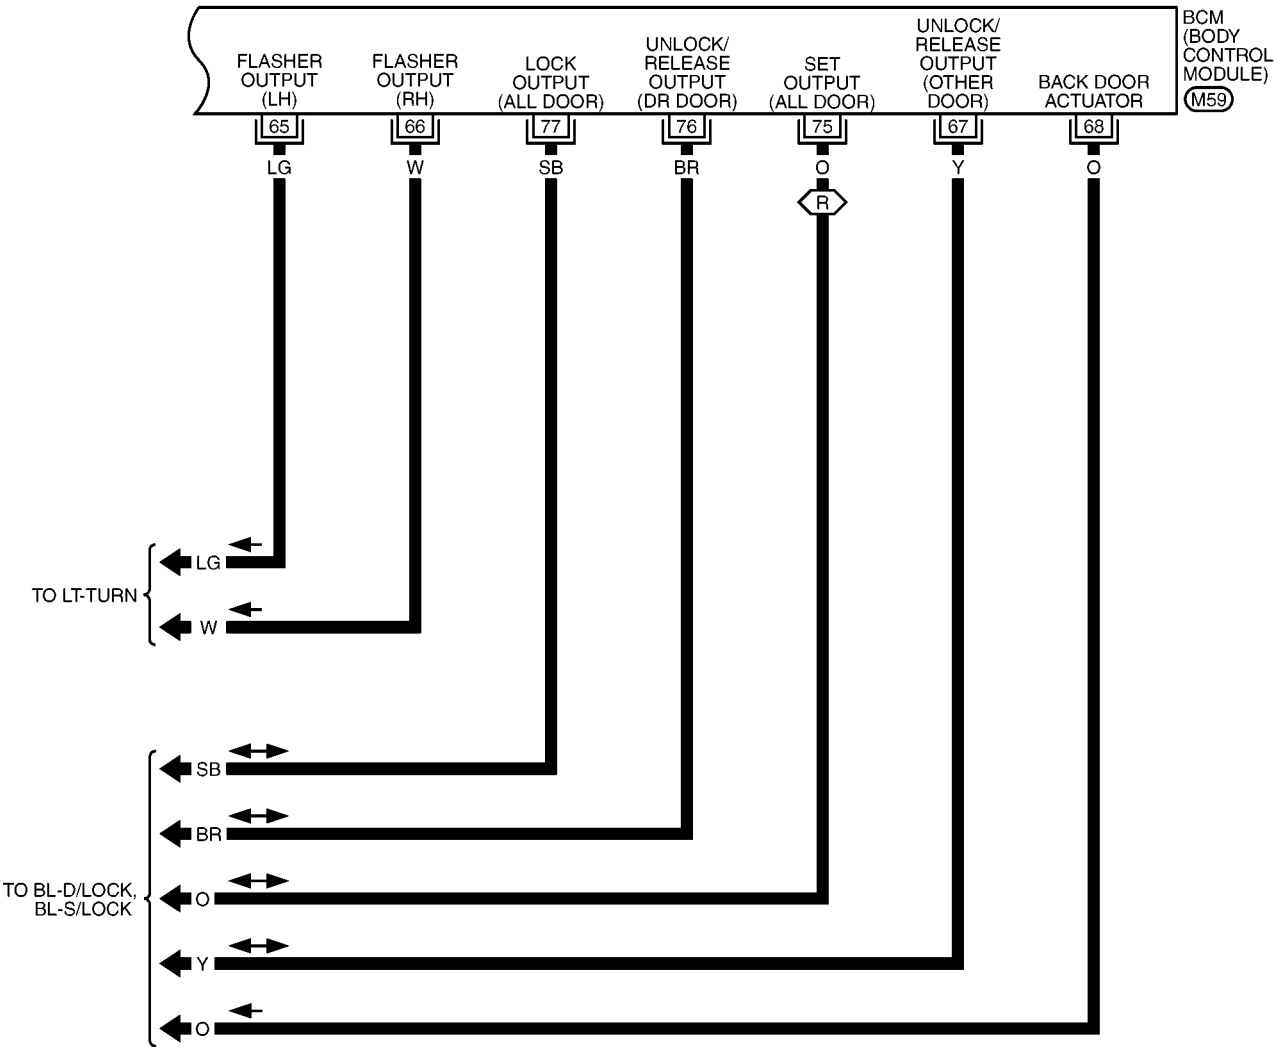 BCM
(BODY
CONTROL
MODULE)
M59
FLASHER
OUTPUT
(LH)
FLASHER
OUTPUT
(RH)
LOCK
OUTPUT
(ALL DOOR)
UNLOCK/
RELEASE
OUTPUT
(DR DOOR)
SET
OUTPUT
(ALL DOOR)
UNLOCK/
RELEASE
OUTPUT
(OTHER
DOOR)
BACK DOOR
ACTUATOR
65 66 77 76 75 67 68
LG W SB BR O Y O
R
LG
TO LT-TURN
W
SB
BR
TO BL-D/LOCK,
BL-S/LOCK
O
Y
O